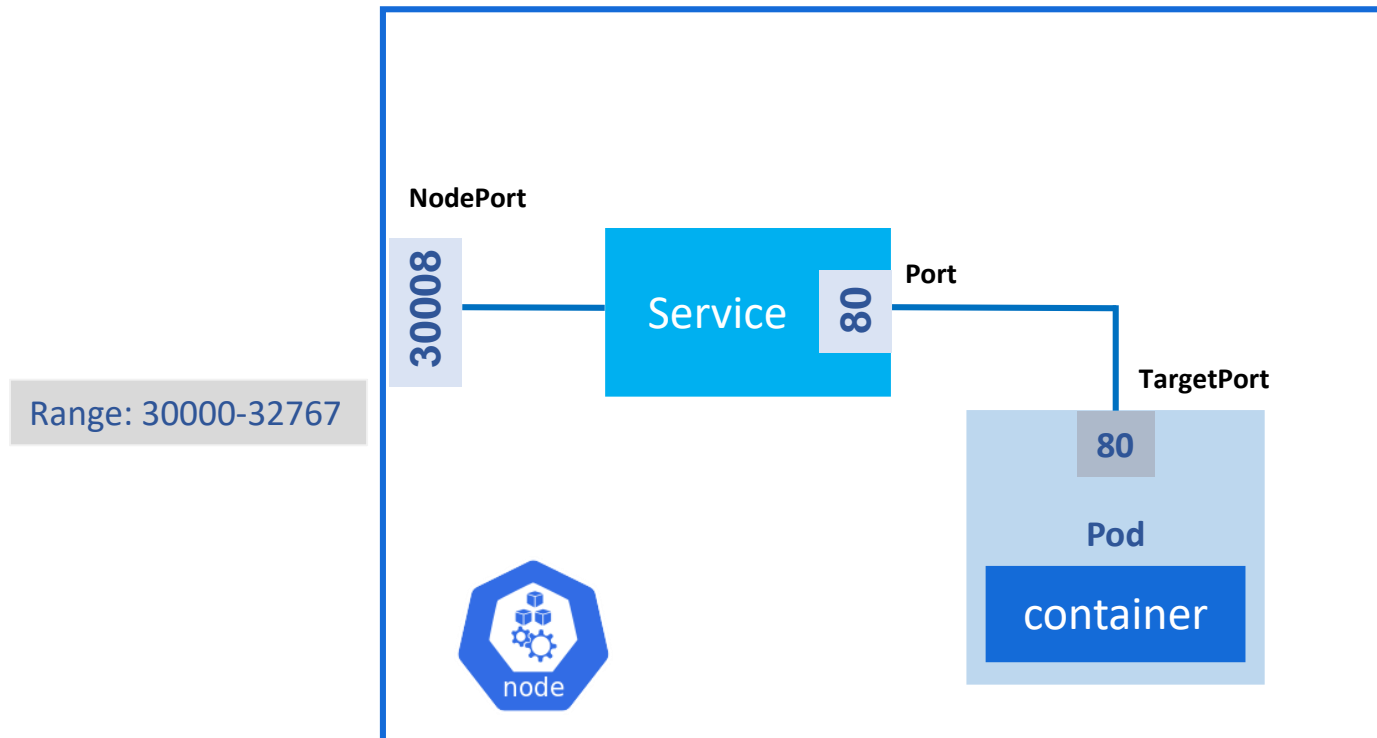 NodePort
30008
Service
80
Port
Range: 30000-32767
TargetPort
80
Pod
container
node